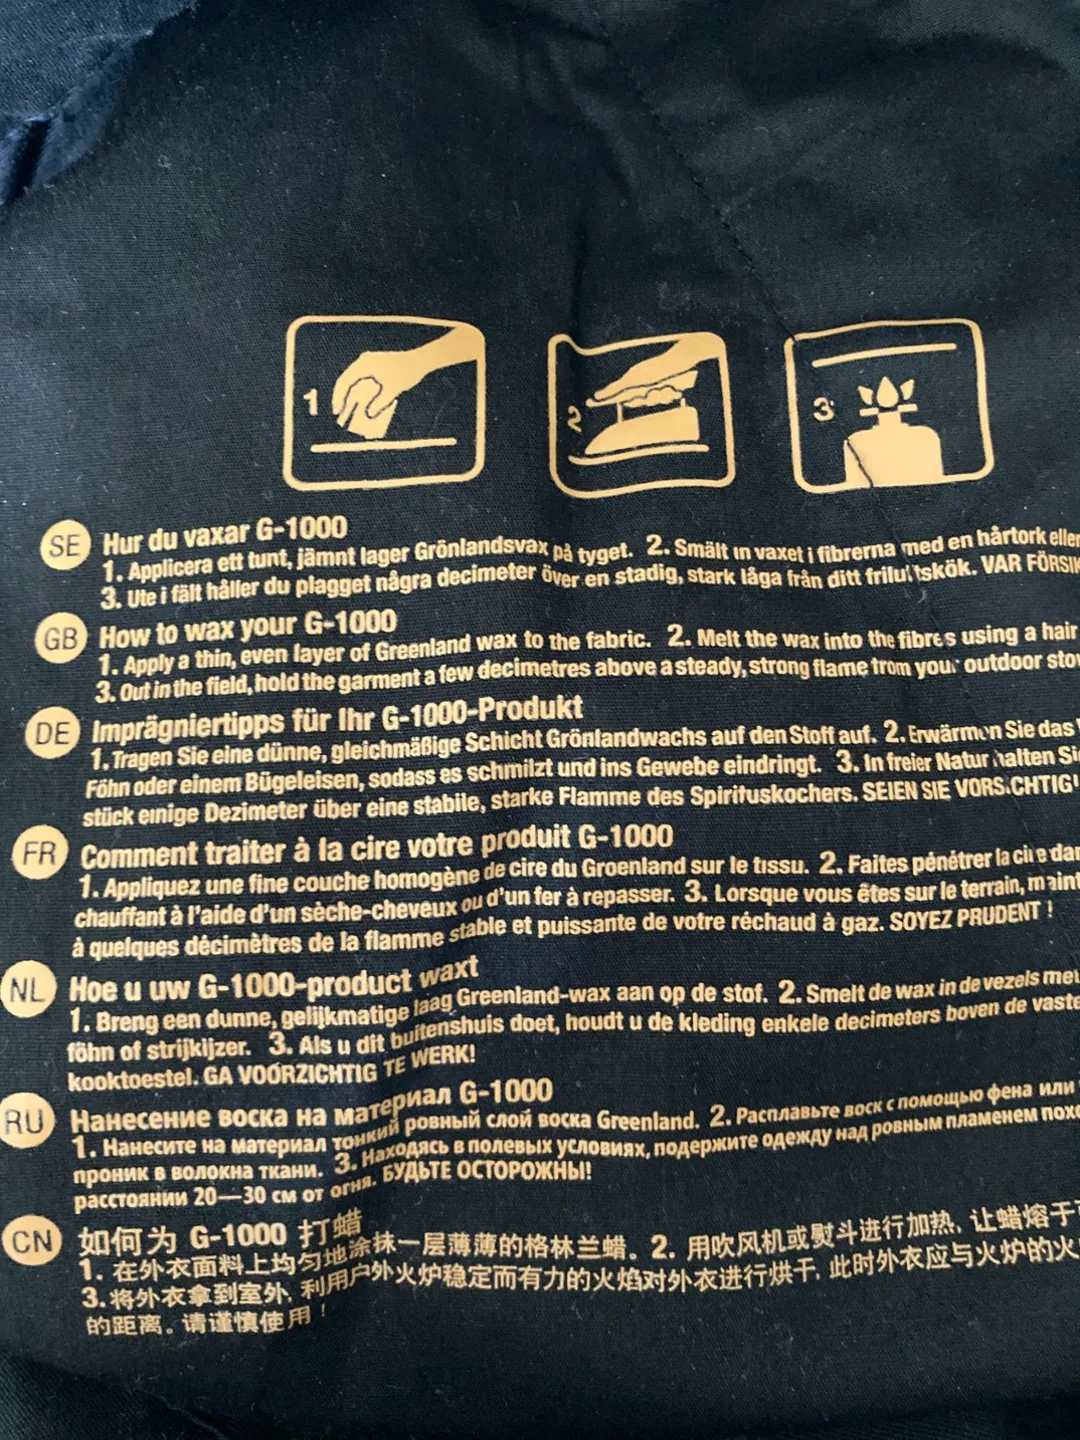 1
2
3
SE
Hur du vaxar G-1000
1. Applicera ett tunt, jämnt lager Grönlandsvax på tyget. 2. Smält in vaxet i fibrerna med en hårtork eller
3. Ute i fält håller du plagget några decimeter över en stadig, stark låga från ditt friluftskök. VAR FÖRSIK
GB
How to wax your G-1000
1. Apply a thin, even layer of Greenland wax to the fabric. 2. Melt the wax into the fibres using a hair
3. Out in the field, hold the garment a few decimetres above a steady, strong flame from your outdoor stov
DE
Imprägniertipps für Ihr G-1000-Produkt
1. Tragen Sie eine dünne, gleichmäßige Schicht Grönlandwachs auf den Stoff auf. 2. Erwärmen Sie das
Föhn oder einem Bügeleisen, sodass es schmilzt und ins Gewebe eindringt. 3. In freier Natur halten Si
stück einige Dezimeter über eine stabile, starke Flamme des Spirituskochers. SEIEN SIE VORSICHTIG!
FR
Comment traiter à la cire votre produit G-1000
1. Appliquez une fine couche homogène de cire du Groenland sur le tissu. 2. Faites pénétrer la cire dan
chauffant à l'aide d'un sèche-cheveux ou d'un fer à repasser. 3. Lorsque vous êtes sur le terrain, maint
à quelques décimètres de la flamme stable et puissante de votre réchaud à gaz. SOYEZ PRUDENT !
NL
Hoe u uw G-1000-product waxt
1. Breng een dunne, gelijkmatige laag Greenland-wax aan op de stof. 2. Smelt de wax in de vezels met
föhn of strijkijzer. 3. Als u dit buitenshuis doet, houdt u de kleding enkele decimeters boven de vaste
kooktoestel. GA VOORZICHTIG TE WERK!
RU
Нанесение воска на материал G-1000
1. Нанесите на материал тонкий ровный слой воска Greenland. 2. Расплавьте воск с помощью фена или
проник в волокна ткани. 3. Находясь в полевых условиях, подержите одежду над ровным пламенем похо
расстоянии 20—30 см от огня. БУДЬТЕ ОСТОРОЖНЫ!
CN
如何为 G-1000 打蜡
1. 在外衣面料上均匀地涂抹一层薄薄的格林兰蜡。2. 用吹风机或熨斗进行加热, 让蜡熔于
3. 将外衣拿到室外, 利用户外火炉稳定而有力的火焰对外衣进行烘干, 此时外衣应与火炉的火
的距离。请谨慎使用!